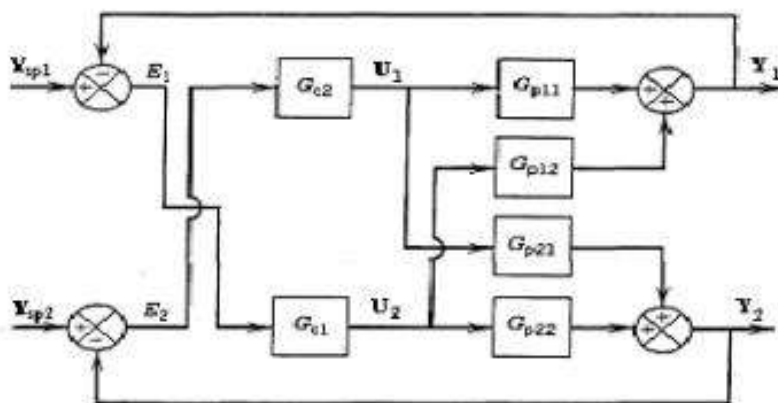 Y_sp1
E_1
G_c2
U_1
G_p11
Y_1
G_p12
G_p21
Y_sp2
E_2
G_c1
U_2
G_p22
Y_2